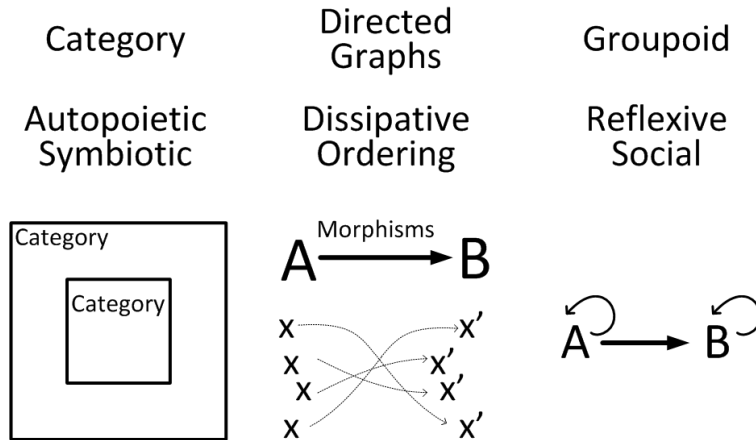 Category
Directed
Graphs
Groupoid
Autopoietic
Symbiotic
Dissipative
Ordering
Reflexive
Social
Category
Category
Morphisms
A
B
x
x'
x
x'
x
x'
x
x'
A
B